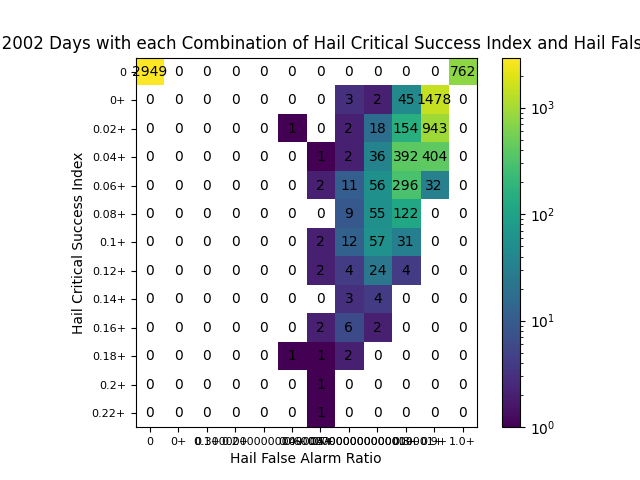 2002 Days with each Combination of Hail Critical Success Index and Hail Fals
0 2949 0 0 0 0 0 0 0 0 0 0 762
0+ 0 0 0 0 0 0 0 3 2 45 1478 0
0.02+ 0 0 0 0 0 1 0 2 18 154 943 0
0.04+ 0 0 0 0 0 0 1 2 36 392 404 0
0.06+ 0 0 0 0 0 0 2 11 56 296 32 0
0.08+ 0 0 0 0 0 0 0 9 55 122 0 0
0.1+ 0 0 0 0 0 0 2 12 57 31 0 0
0.12+ 0 0 0 0 0 0 2 4 24 4 0 0
0.14+ 0 0 0 0 0 0 0 3 4 0 0 0
0.16+ 0 0 0 0 0 0 2 6 2 0 0 0
0.18+ 0 0 0 0 0 1 1 2 0 0 0 0
0.2+ 0 0 0 0 0 0 1 0 0 0 0 0
0.22+ 0 0 0 0 0 0 1 0 0 0 0 0
0 0+ 1.0+
Hail False Alarm Ratio
Hail Critical Success Index
10³
10²
10¹
10⁰